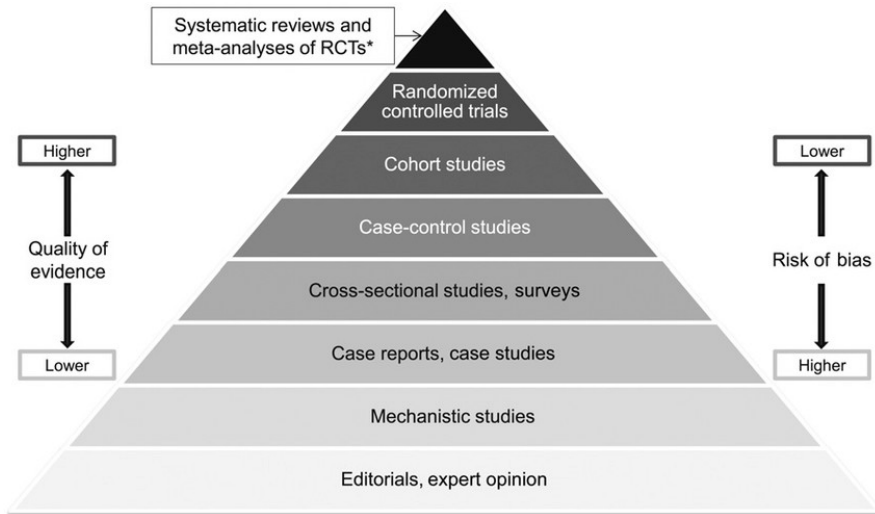 Systematic reviews and
meta-analyses of RCTs*
Randomized
controlled trials
Higher
Lower
Cohort studies
Case-control studies
Quality of
evidence
Risk of bias
Cross-sectional studies, surveys
Case reports, case studies
Lower
Higher
Mechanistic studies
Editorials, expert opinion